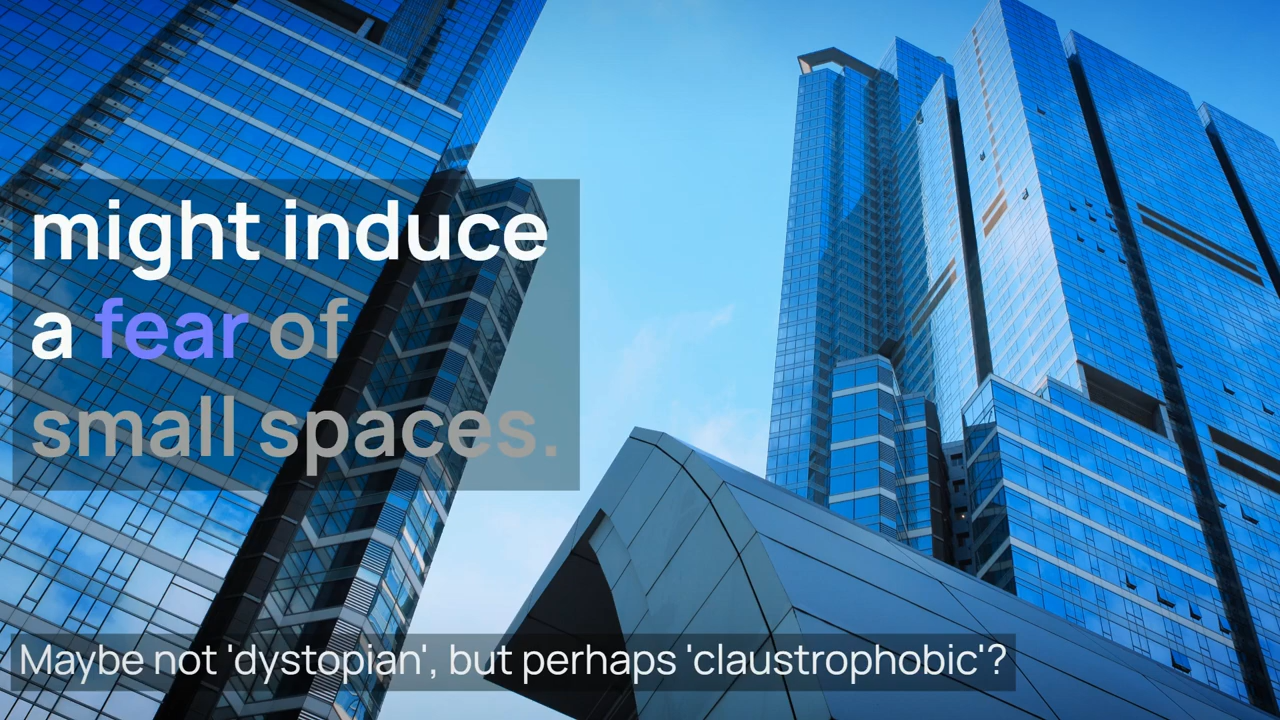 might induce
a fear of
small spaces.
Maybe not 'dystopian', but perhaps 'claustrophobic'?